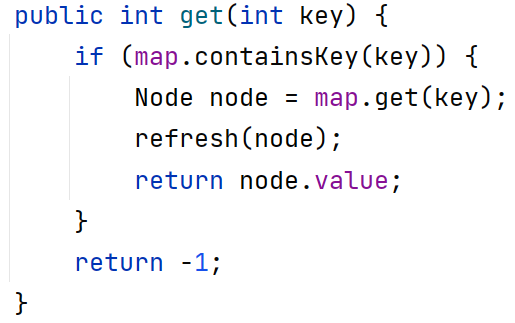 public int get(int key) {
    if (map.containsKey(key)) {
        Node node = map.get(key);
        refresh(node);
        return node.value;
    }
    return -1;
}